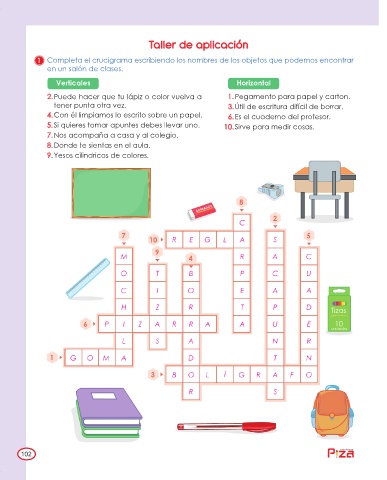 Taller de aplicación
1 Completa el crucigrama escribiendo los nombres de los objetos que podemos encontrar
en un salón de clases.
Verticales
2. Puede hacer que tu lápiz o color vuelva a
tener punta otra vez.
4. Con él limpiamos lo escrito sobre un papel.
5. Si quieres tomar apuntes debes llevar uno.
7. Nos acompaña a casa y al colegio.
8. Donde te sientas en el aula.
9. Yesos cilíndricos de colores.
Horizontal
1. Pegamento para papel y carton.
3. Útil de escritura difícil de borrar.
6. Es el cuaderno del profesor.
10. Sirve para medir cosas.
8
C 2
7 10 R E G L A S 5
9 4
M R A C
O T B P C U
C I O E A A
H Z R T P D
6 P I Z A R R A A U E
L S A N R
1 G O M A D T N
3 B O L Í G R A F O
R S
Tizas
10
102
Piza